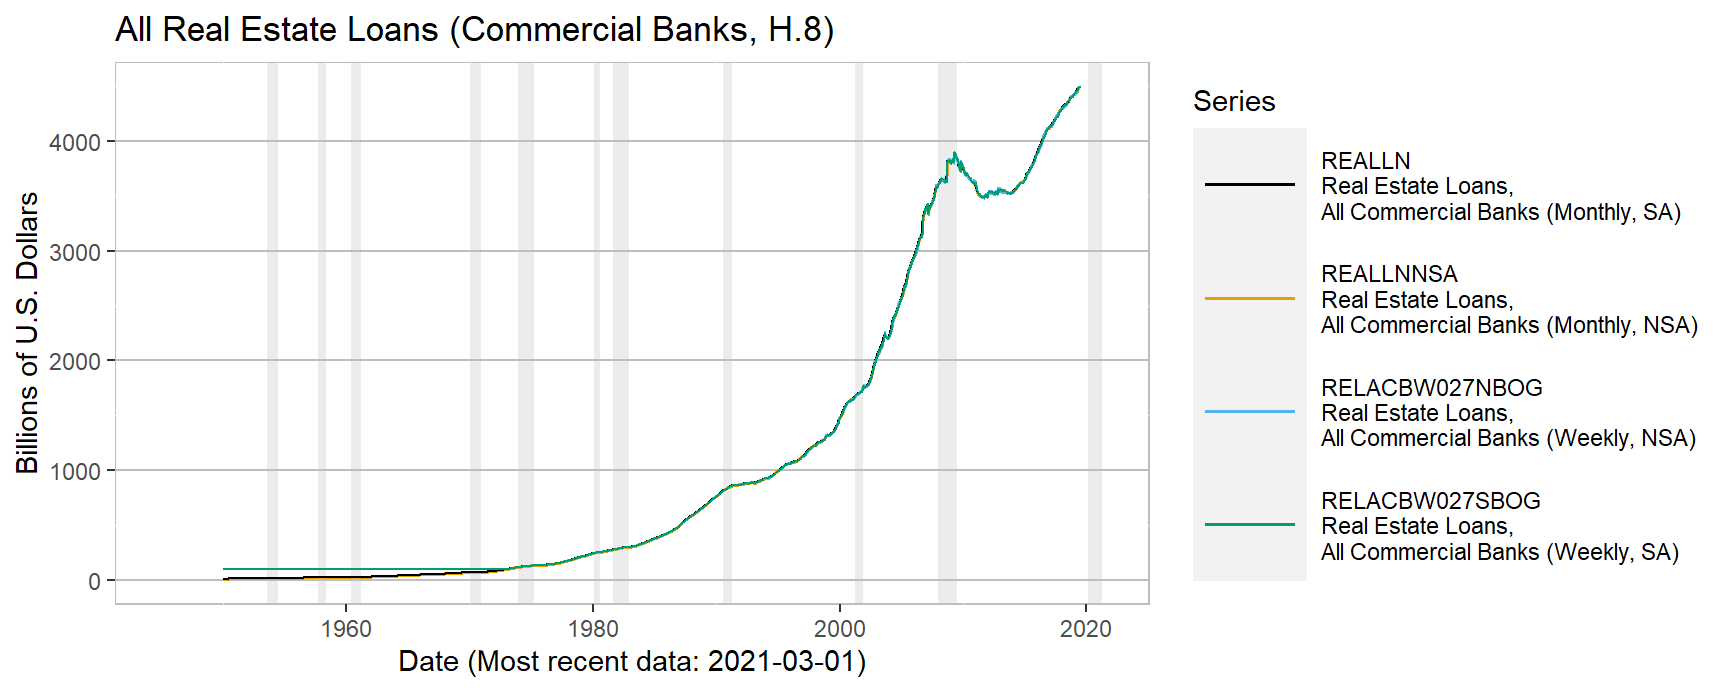 All Real Estate Loans (Commercial Banks, H.8)
Billions of U.S. Dollars
4000
3000
2000
1000
0
1960
1980
2000
2020
Date (Most recent data: 2021-03-01)
Series
REALLN
Real Estate Loans,
All Commercial Banks (Monthly, SA)
REALLNNSA
Real Estate Loans,
All Commercial Banks (Monthly, NSA)
RELACBW027NBOG
Real Estate Loans,
All Commercial Banks (Weekly, NSA)
RELACBW027SBOG
Real Estate Loans,
All Commercial Banks (Weekly, SA)